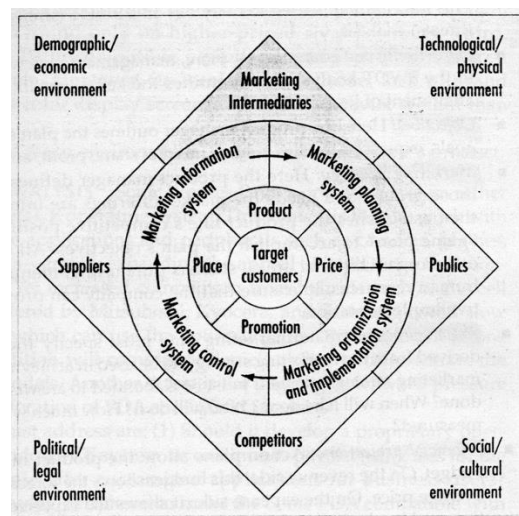 Demographic/
economic
environment
Technological/
physical
environment
Marketing
Intermediaries
Marketing information
system
Marketing planning
system
Product
Suppliers
Place
Target
customers
Price
Publics
Promotion
Marketing control
system
Marketing organization
and implementation system
Competitors
Political/
legal
environment
Social/
cultural
environment